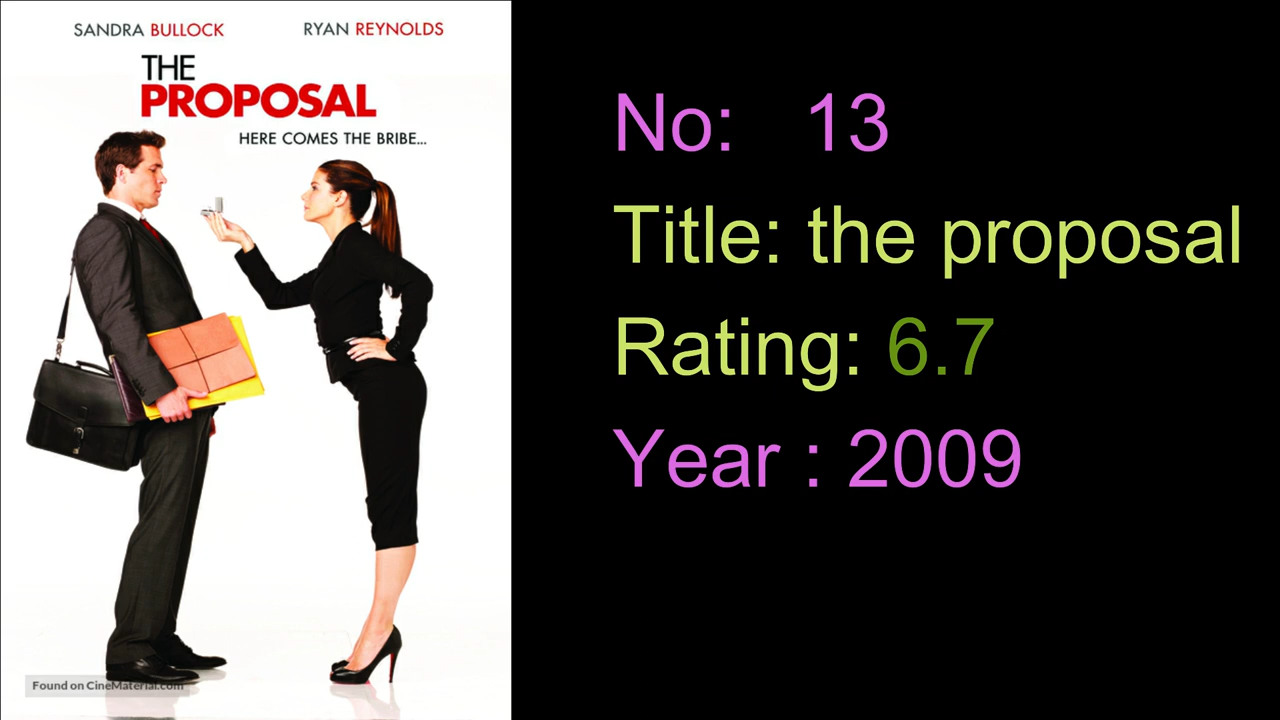 SANDRA BULLOCK RYAN REYNOLDS
THE
PROPOSAL
HERE COMES THE BRIBE...
Found on CineMaterial.com
No: 13
Title: the proposal
Rating: 6.7
Year : 2009